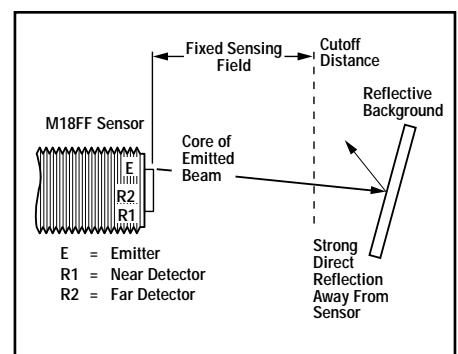 Fixed Sensing
Field
Cutoff
Distance
Reflective
Background
M18FF Sensor
Core of
Emitted
Beam
E
R2
R1
Strong
Direct
Reflection
Away From
Sensor
E = Emitter
R1 = Near Detector
R2 = Far Detector